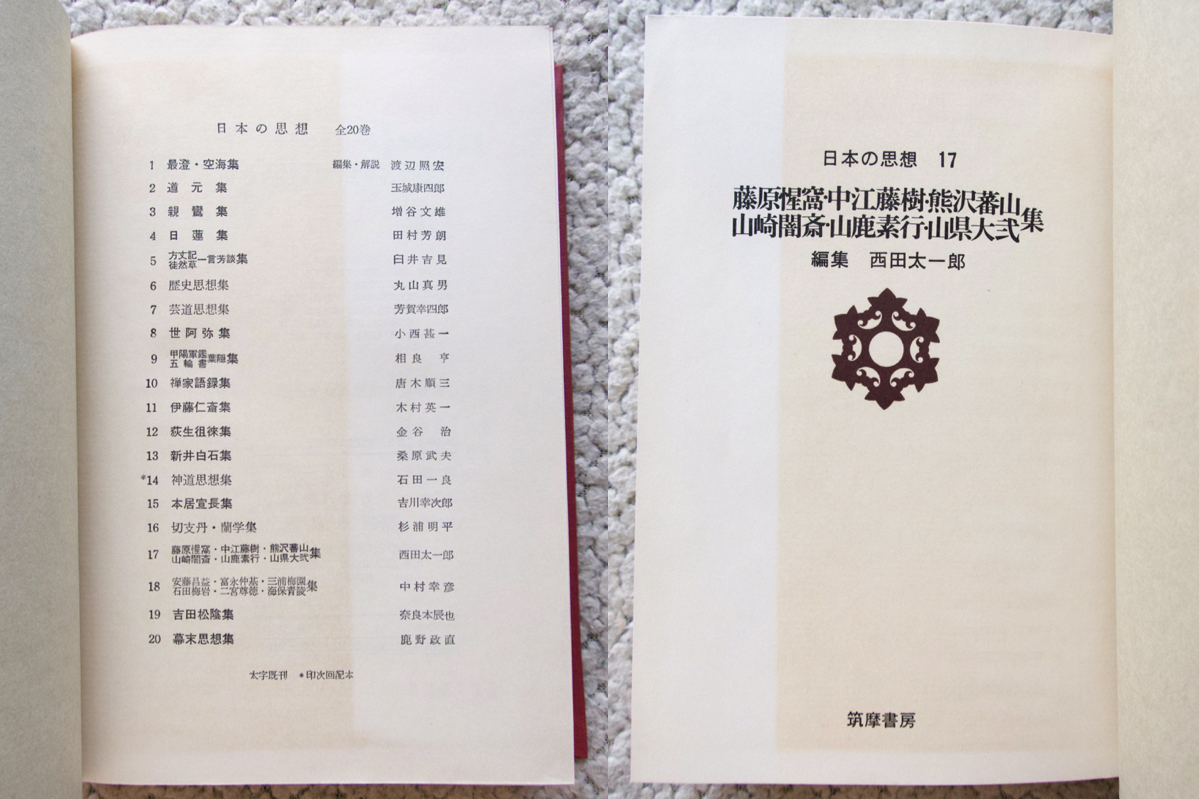 日本の思想　全20巻
1 最澄・空海集 編集・解説 渡辺照宏
2 道元集 玉城康四郎
3 親鸞集 増谷文雄
4 日蓮集 田村芳朗
5 方丈記 徒然草 一言芳談集 臼井吉見
6 歴史思想集 丸山真男
7 芸道思想集 芳賀幸四郎
8 世阿弥集 小西甚一
9 甲陽軍鑑 五輪書 葉隠集 相良亨
10 禅家語録集 唐木順三
11 伊藤仁斎集 木村英一
12 荻生徂徠集 金谷治
13 新井白石集 桑原武夫
*14 神道思想集 石田一良
15 本居宣長集 吉川幸次郎
16 切支丹・蘭学集 杉浦明平
17 藤原惺窩・中江藤樹・熊沢蕃山 山崎闇斎・山鹿素行・山県大弐 集 西田太一郎
18 安藤昌益・富永仲基・三浦梅園 石田梅岩・二宮尊徳・海保青陵 集 中村幸彦
19 吉田松陰集 奈良本辰也
20 幕末思想集 鹿野政直
太字既刊　*印次回配本
日本の思想 17
藤原惺窩・中江藤樹・熊沢蕃山
山崎闇斎・山鹿素行・山県大弐集
編集　西田太一郎
筑摩書房